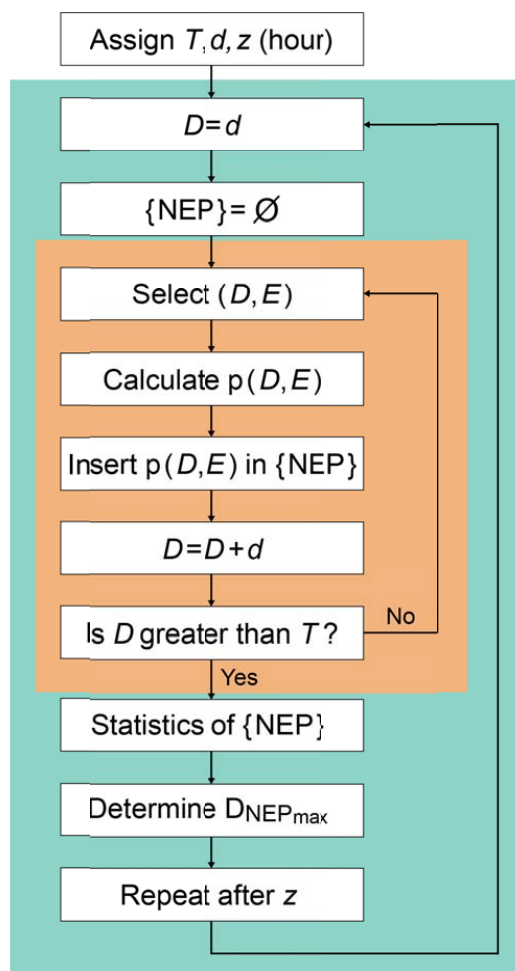 Assign T, d, z (hour)
D=d
{NEP}=∅
Select (D,E)
Calculate p(D,E)
Insert p(D,E) in {NEP}
D=D+d
Is D greater than T?
No
Yes
Statistics of {NEP}
Determine D_NEPmax
Repeat after z